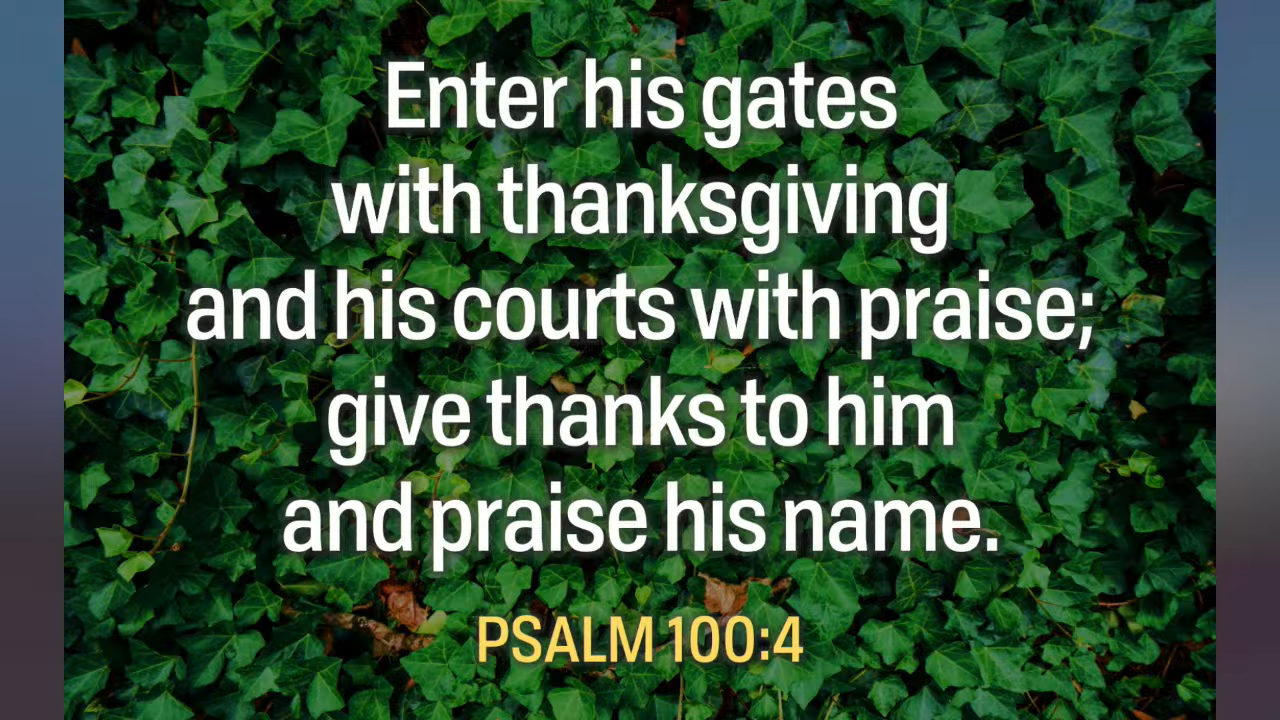 Enter his gates
with thanksgiving
and his courts with praise;
give thanks to him
and praise his name.
PSALM 100:4